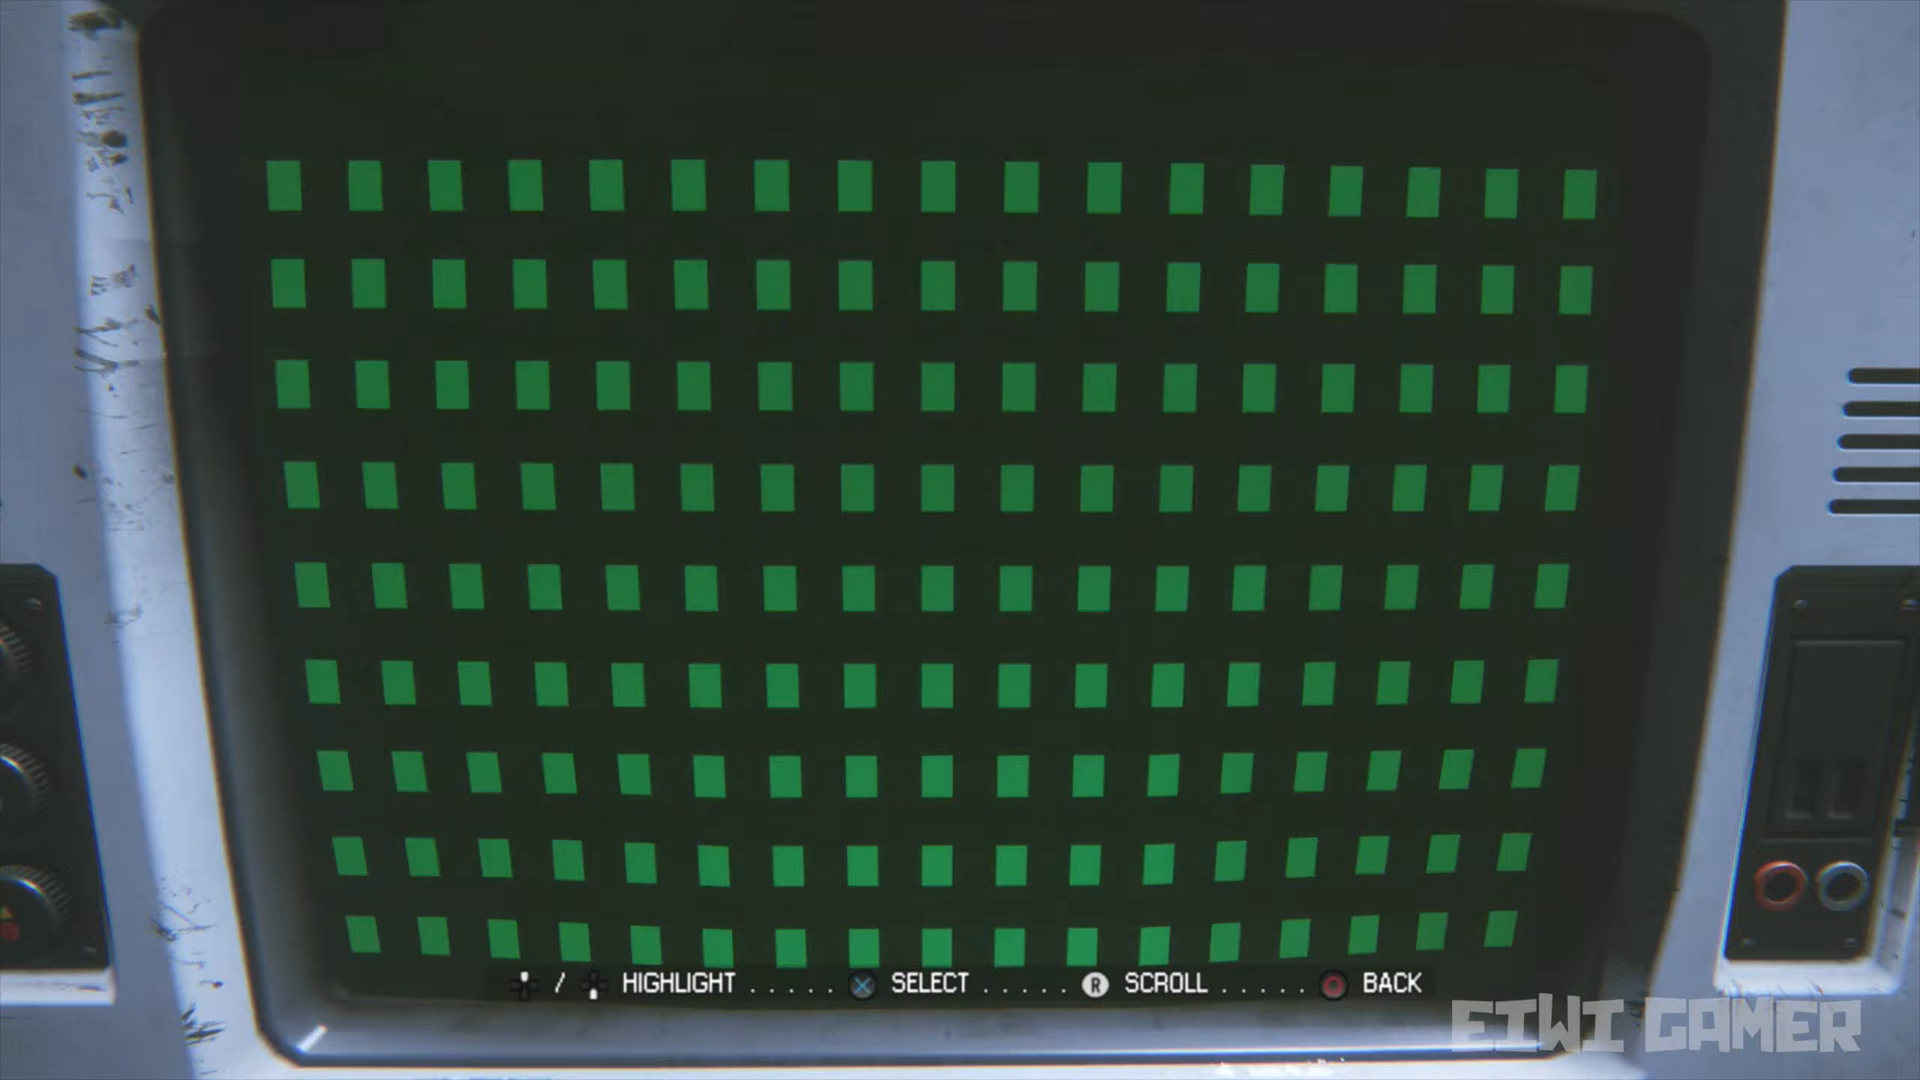 / HIGHLIGHT ..... X SELECT ..... R SCROLL ..... BACK
EIWI GAMER